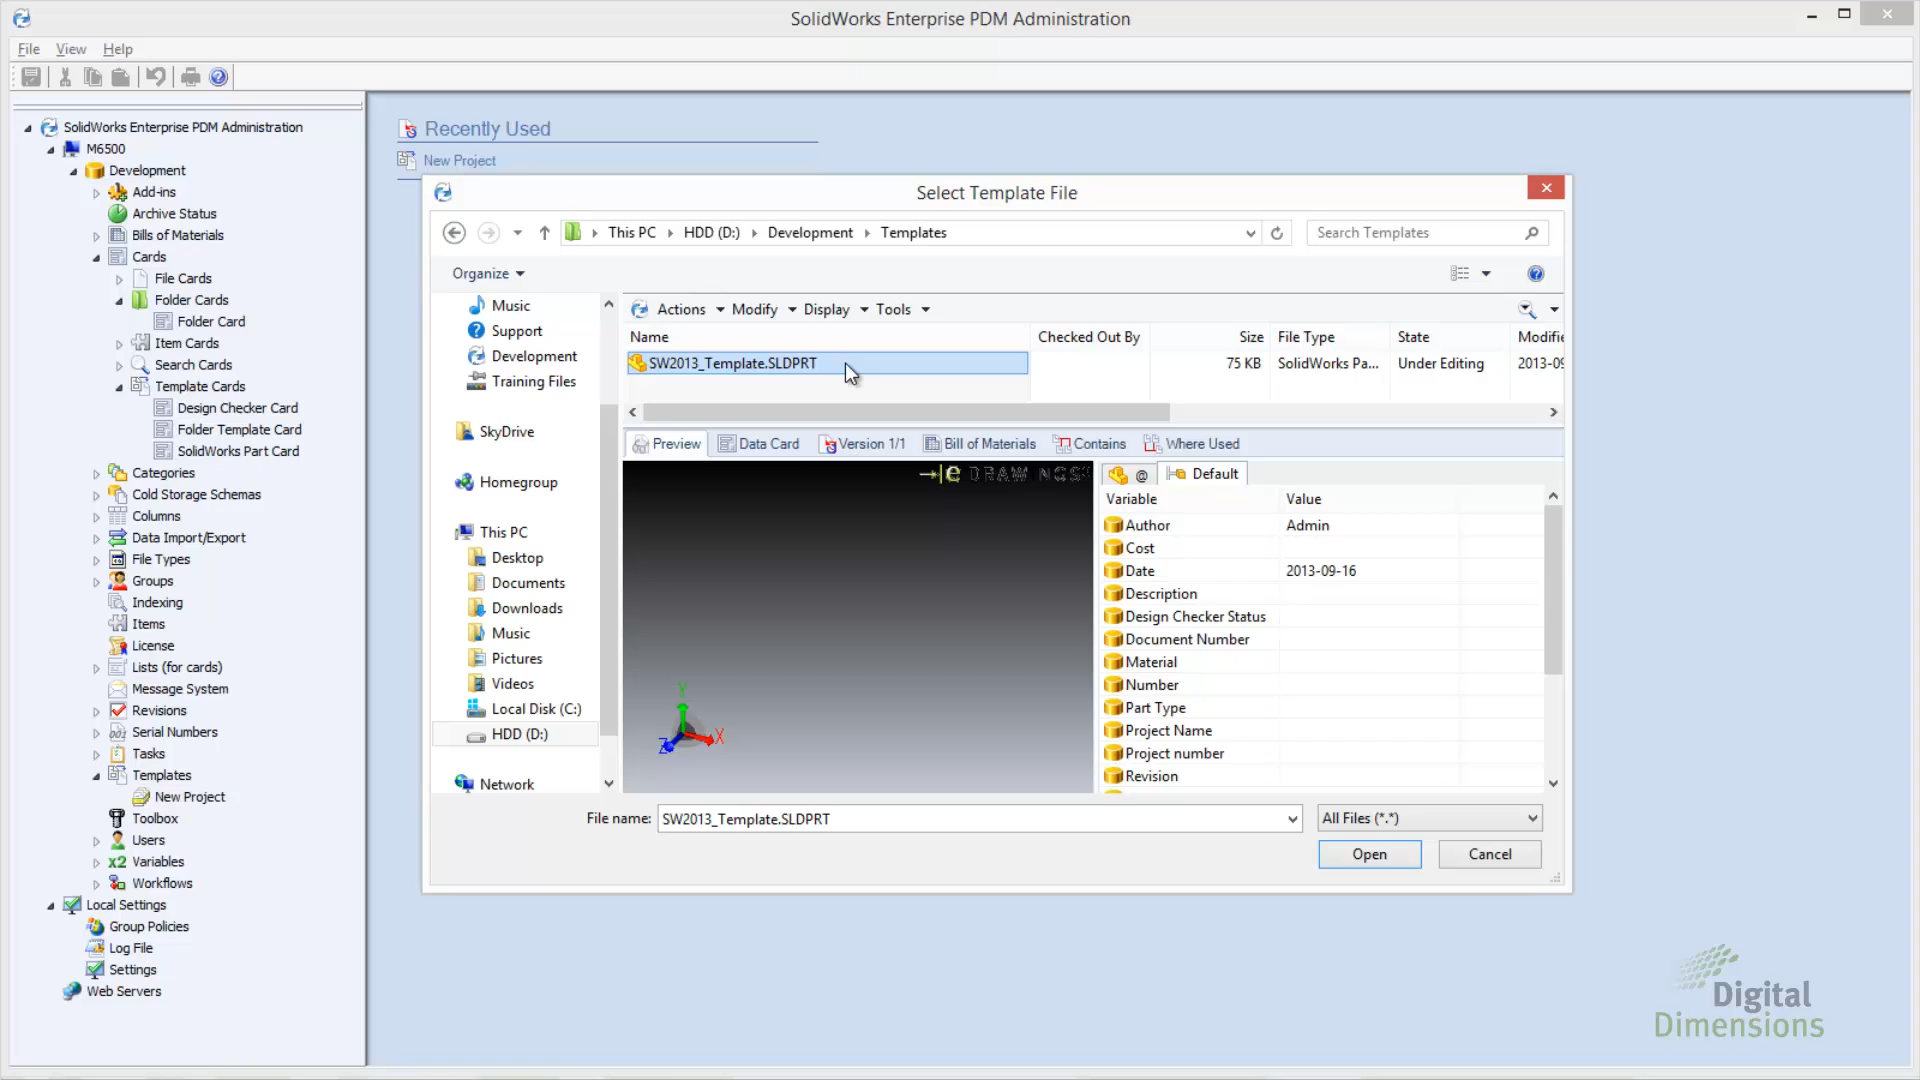 SolidWorks Enterprise PDM Administration
File View Help
SolidWorks Enterprise PDM Administration
M6500
Development
Add-ins
Archive Status
Bills of Materials
Cards
File Cards
Folder Cards
Folder Card
Item Cards
Search Cards
Template Cards
Design Checker Card
Folder Template Card
SolidWorks Part Card
Categories
Cold Storage Schemas
Columns
Data Import/Export
File Types
Groups
Indexing
Items
License
Lists (for cards)
Message System
Revisions
Serial Numbers
Tasks
Templates
New Project
Toolbox
Users
x2 Variables
Workflows
Local Settings
Group Policies
Log File
Settings
Web Servers
Recently Used
New Project
Select Template File
This PC HDD (D:) Development Templates
Search Templates
Organize
Music
Support
Development
Training Files
SkyDrive
Homegroup
This PC
Desktop
Documents
Downloads
Music
Pictures
Videos
Local Disk (C:)
HDD (D:)
Network
Actions Modify Display Tools
Name Checked Out By Size File Type State Modifie
SW2013_Template.SLDPRT 75 KB SolidWorks Pa... Under Editing 2013-09
Preview Data Card Version 1/1 Bill of Materials Contains Where Used
e DRAWINGS
Y
X
Z
@ Default
Variable Value
Author Admin
Cost
Date 2013-09-16
Description
Design Checker Status
Document Number
Material
Number
Part Type
Project Name
Project number
Revision
File name: SW2013_Template.SLDPRT All Files (*.*)
Open Cancel
Digital
Dimensions